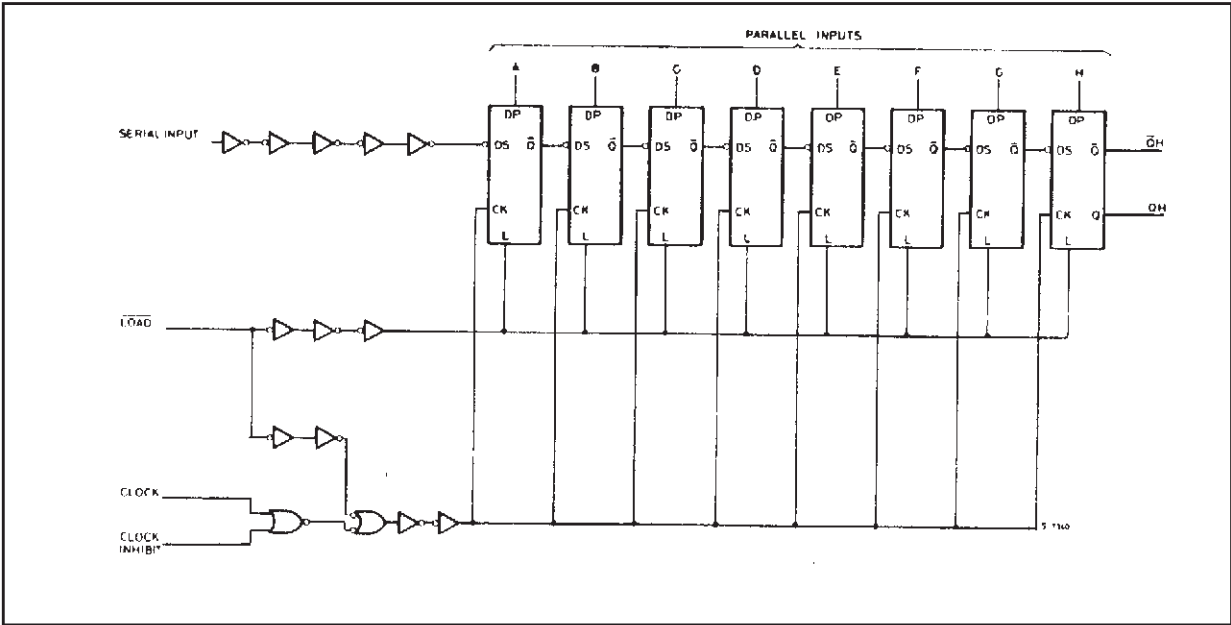 PARALLEL INPUTS
A B C D E F G H
DP DP DP DP DP DP DP DP
SERIAL INPUT
DS Q̅ DS Q̅ DS Q̅ DS Q̅ DS Q̅ DS Q̅ DS Q̅ DS Q̅ Q̅H
CK CK CK CK CK CK CK CK Q QH
L L L L L L L L
L̅O̅A̅D̅
CLOCK
CLOCK
INHIBIT